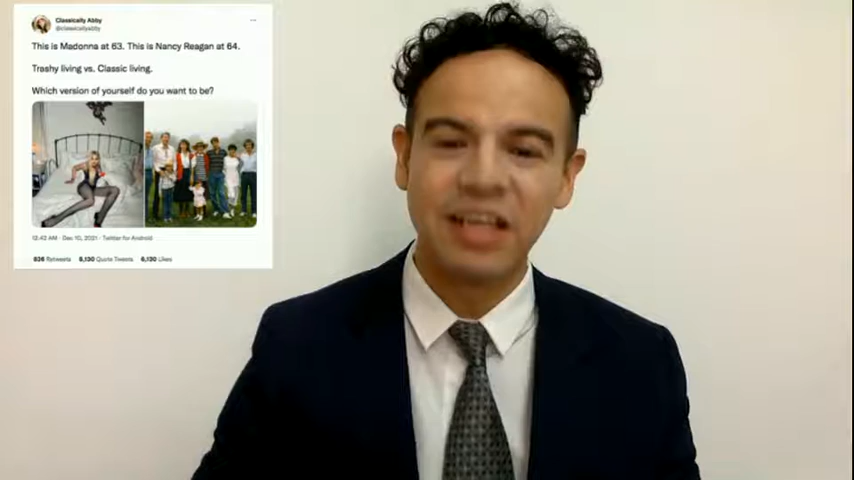 Classically Abby
@classicallyabby
This is Madonna at 63. This is Nancy Reagan at 64.
Trashy living vs. Classic living.
Which version of yourself do you want to be?
12:42 AM · Dec 10, 2021 · Twitter for Android
926 Retweets 5,130 Quote Tweets 6,130 Likes